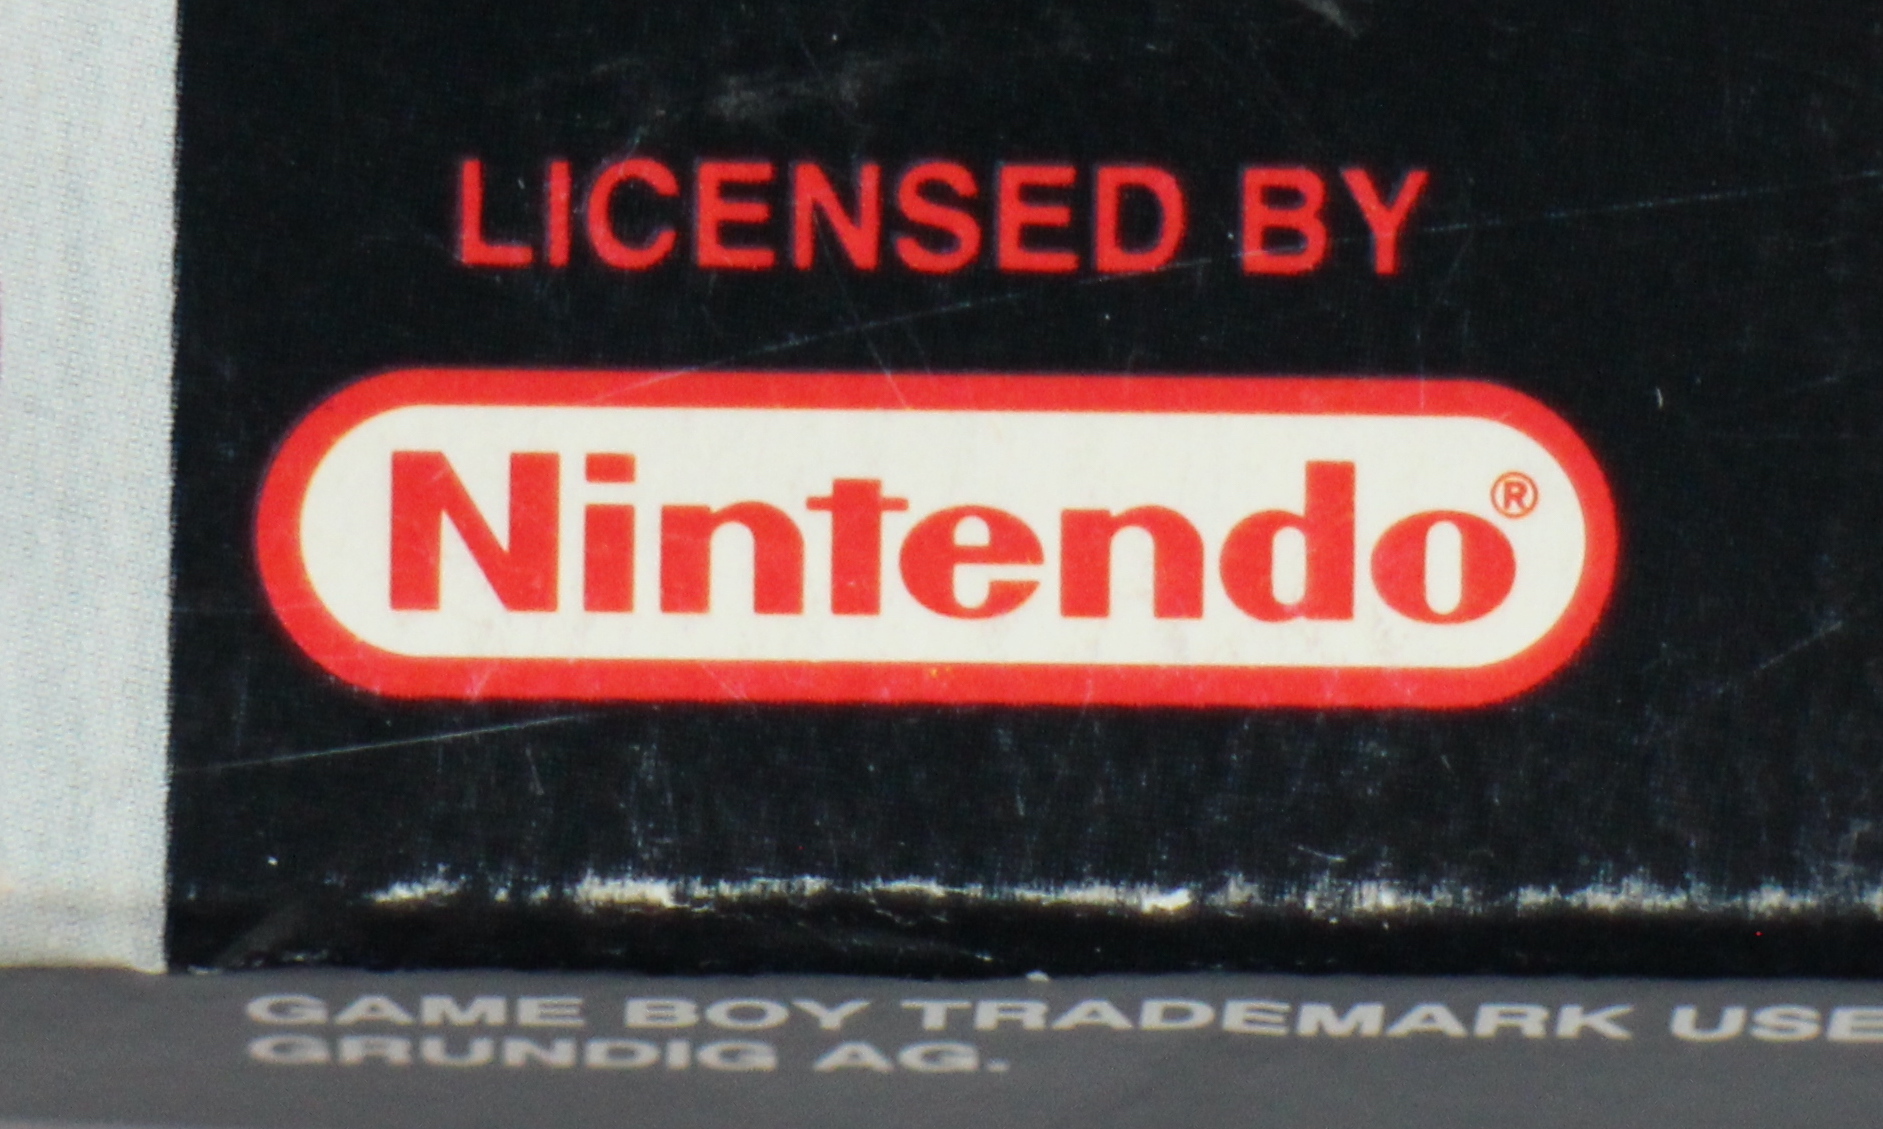 LICENSED BY
Nintendo®
GAME BOY TRADEMARK USE
GRUNDIG AG.